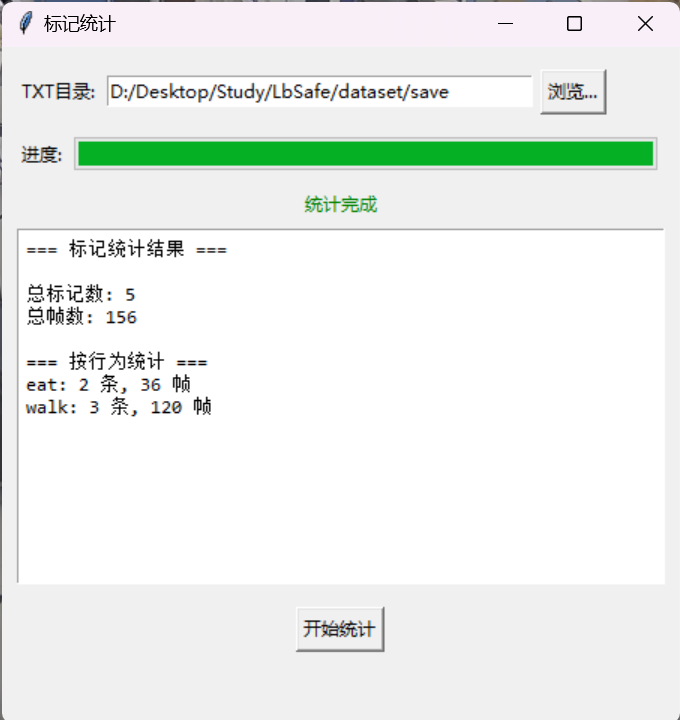 标记统计
TXT目录: D:/Desktop/Study/LbSafe/dataset/save 浏览...
进度:
统计完成
=== 标记统计结果 ===
总标记数: 5
总帧数: 156
=== 按行为统计 ===
eat: 2 条, 36 帧
walk: 3 条, 120 帧
开始统计